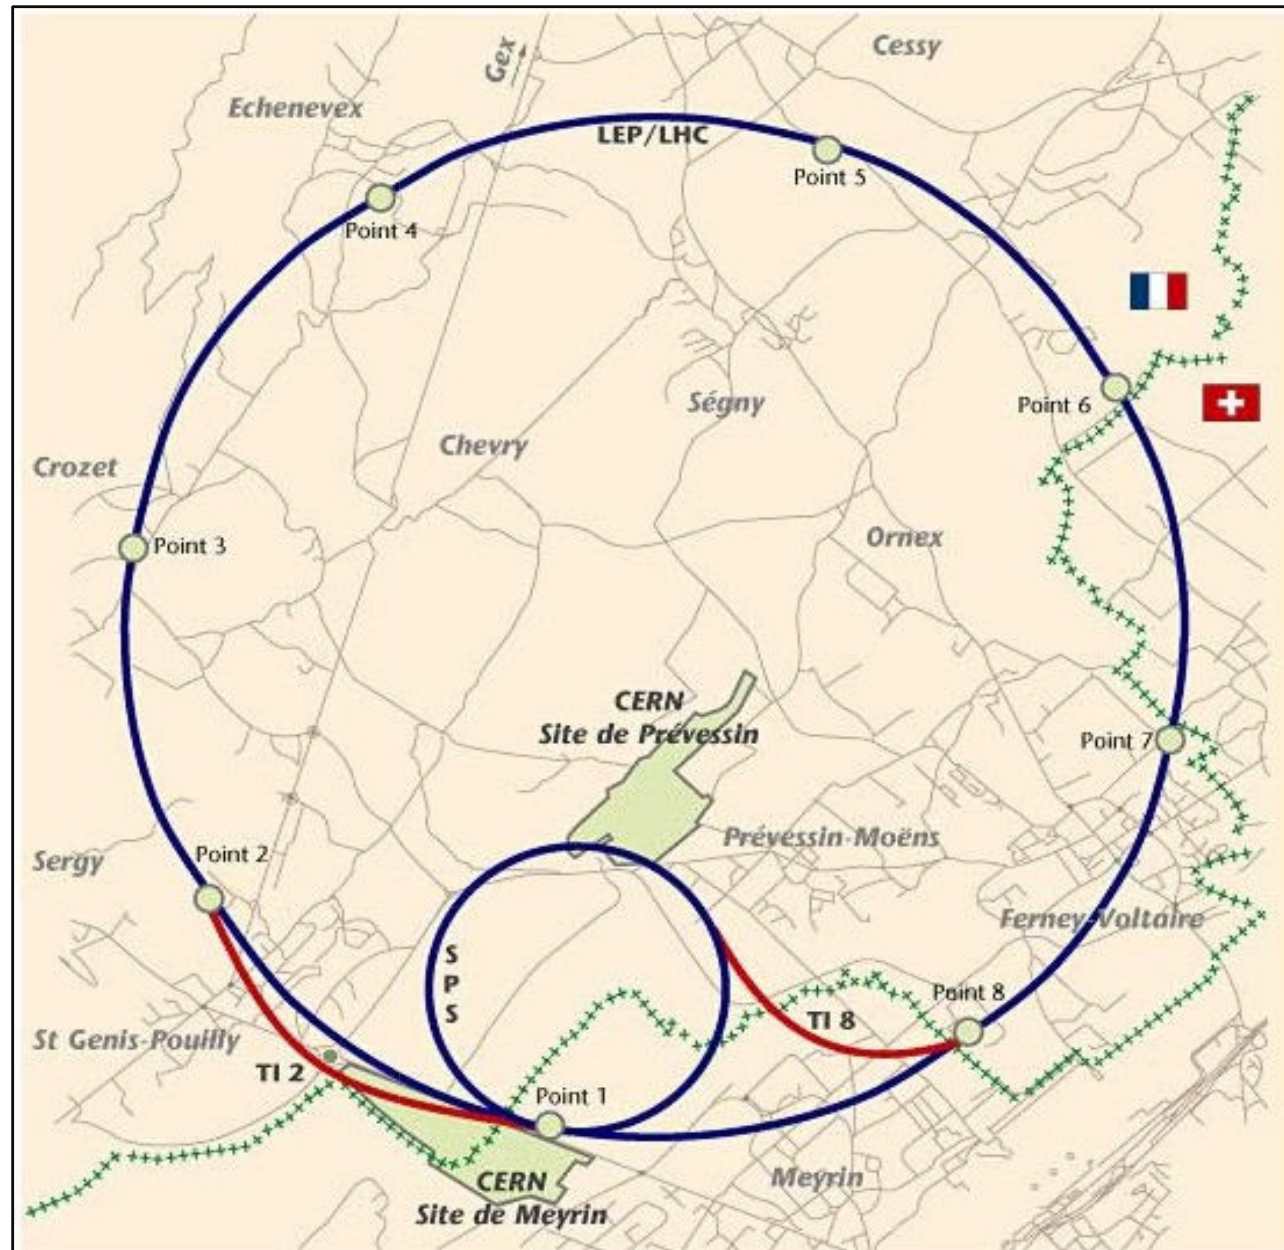 Cessy
Gex
Echenevex
LEP/LHC
Point 5
Point 4
Ségny
Point 6
Chevry
Crozet
Point 3
Ornex
CERN
Site de Prévessin
Point 7
Prévessin-Moëns
Point 2
Sergy
Ferney-Voltaire
SPS
Point 8
TI 8
St Genis-Pouilly
TI 2
Point 1
Meyrin
CERN
Site de Meyrin